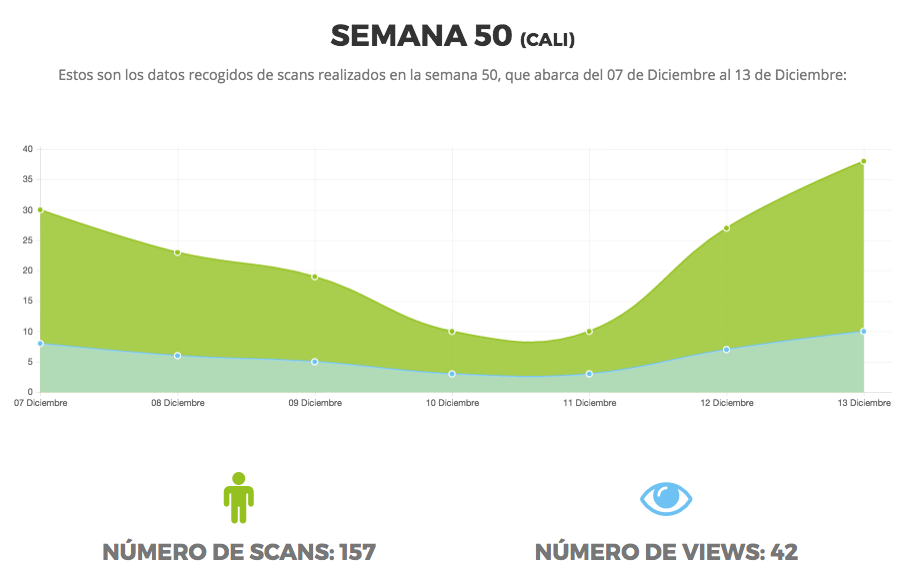 SEMANA 50 (CALI)
Estos son los datos recogidos de scans realizados en la semana 50, que abarca del 07 de Diciembre al 13 de Diciembre:
40
35
30
25
20
15
10
5
0
07 Diciembre 08 Diciembre 09 Diciembre 10 Diciembre 11 Diciembre 12 Diciembre 13 Diciembre
NÚMERO DE SCANS: 157 NÚMERO DE VIEWS: 42